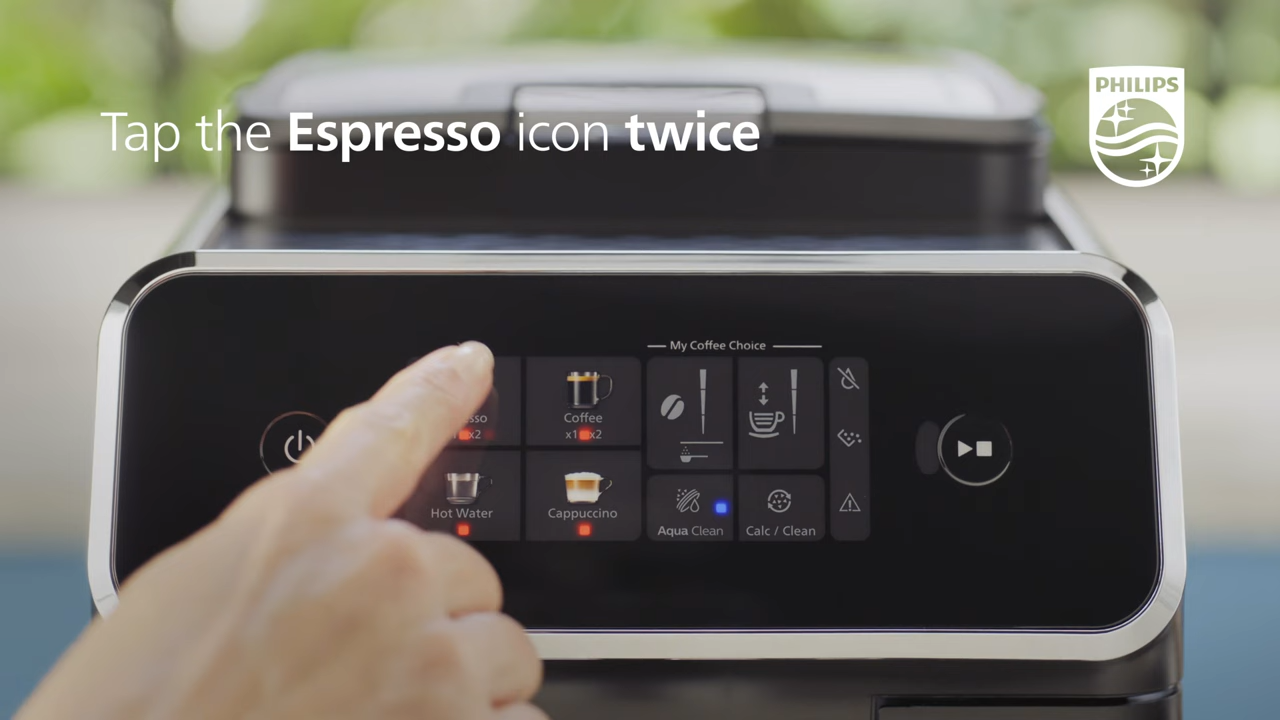 Tap the Espresso icon twice
PHILIPS
My Coffee Choice
Coffee
x1 x2
x2
Hot Water
Cappuccino
Aqua Clean
Calc / Clean